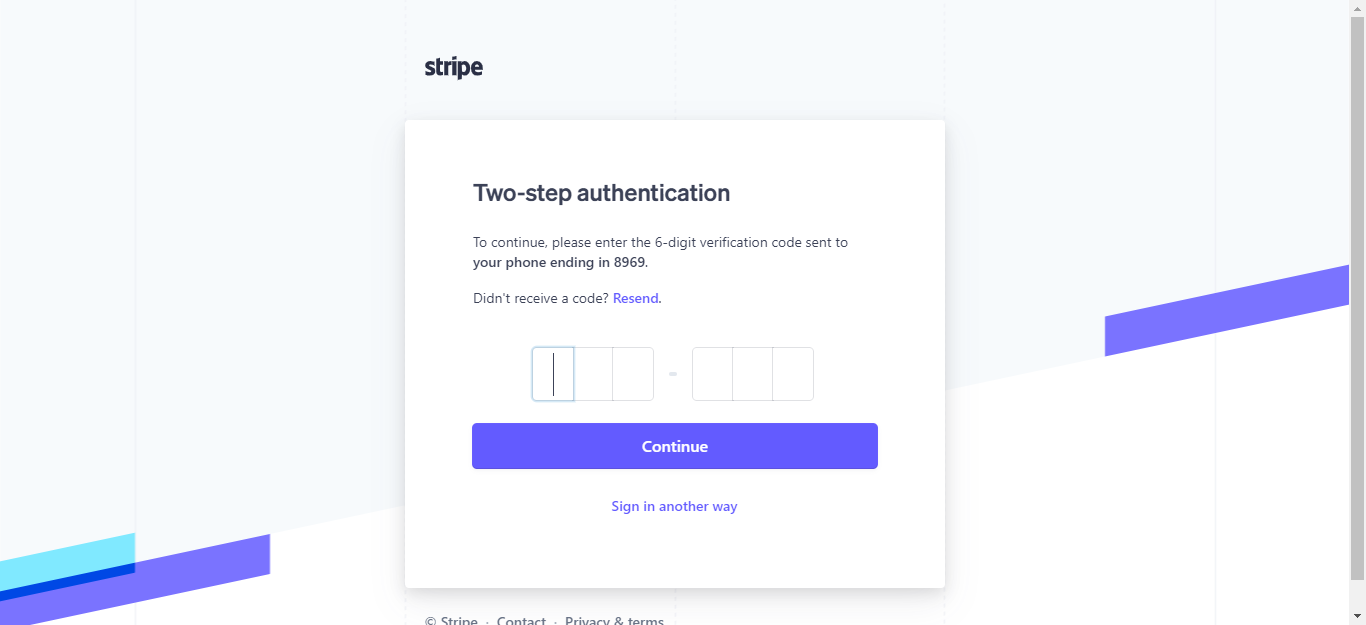 stripe
Two-step authentication
To continue, please enter the 6-digit verification code sent to
your phone ending in 8969.
Didn't receive a code? Resend.
Continue
Sign in another way
© Stripe · Contact · Privacy & terms